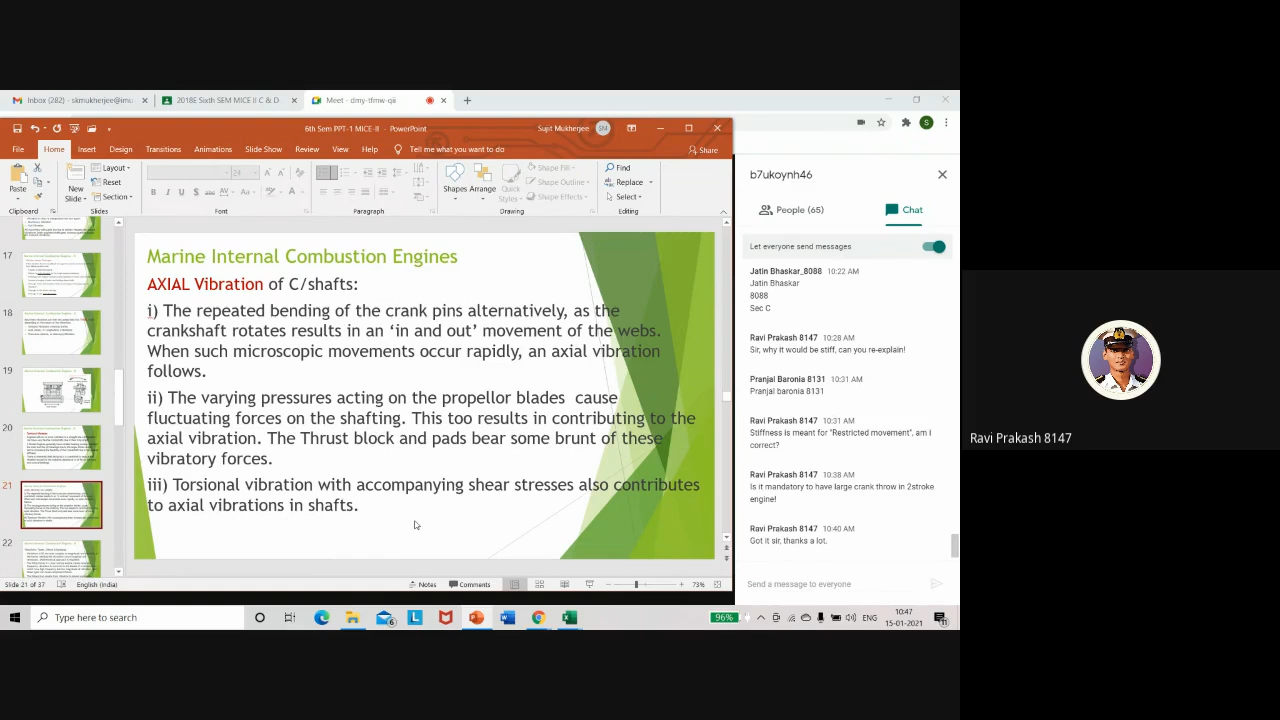 Inbox (282) - skmukherjee@imu.
2018E Sixth SEM MICE II C & D
Meet - dmy-tfmw-qii
6th Sem PPT-1 MICE-II - PowerPoint
Sujit Mukherjee
SM
File Home Insert Design Transitions Animations Slide Show Review View Help Tell me what you want to do
Share
Paste
New
Slide
Layout
Reset
Section
Shapes Arrange Quick
Styles
Shape Fill
Shape Outline
Shape Effects
Find
Replace
Select
Clipboard Slides Font Paragraph Drawing Editing
17
18
19
20
21
22
Marine Internal Combustion Engines
AXIAL Vibration of C/shafts:
i) The repeated bending of the crank pins alternatively, as the
crankshaft rotates results in an ‘in and out’ movement of the webs.
When such microscopic movements occur rapidly, an axial vibration
follows.
ii) The varying pressures acting on the propellor blades cause
fluctuating forces on the shafting. This too results in contributing to the
axial vibration. The Thrust block and pads bear some brunt of these
vibratory forces.
iii) Torsional vibration with accompanying shear stresses also contributes
to axial vibrations in shafts.
Slide 21 of 37 English (India) Notes Comments 73%
b7ukoynh46
People (65)
Chat
Let everyone send messages
Jatin Bhaskar_8088 10:22 AM
Jatin Bhaskar
8088
Sec C
Ravi Prakash 8147 10:28 AM
Sir, why it would be stiff, can you re-explain!
Pranjal Baronia 8131 10:31 AM
Pranjal baronia 8131
Ravi Prakash 8147 10:31 AM
Stiffness is meant for "Restricted movement", am i
correct?
Ravi Prakash 8147 10:38 AM
Is it mandatory to have large crank throw in 2stroke
engine!
Ravi Prakash 8147 10:40 AM
Got it sir, thanks a lot.
Send a message to everyone
Type here to search
96%
ENG
10:47
15-01-2021
Ravi Prakash 8147